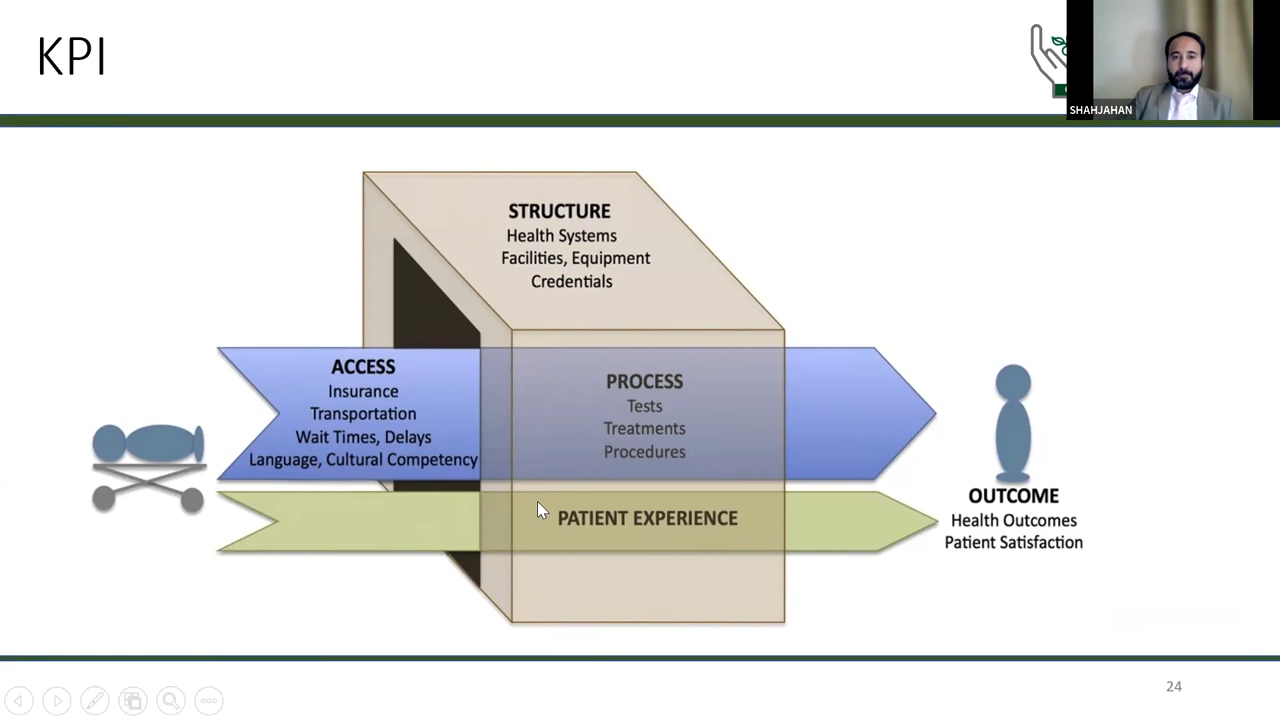 KPI
SHAHJAHAN
STRUCTURE
Health Systems
Facilities, Equipment
Credentials
ACCESS
Insurance
Transportation
Wait Times, Delays
Language, Cultural Competency
PROCESS
Tests
Treatments
Procedures
PATIENT EXPERIENCE
OUTCOME
Health Outcomes
Patient Satisfaction
24